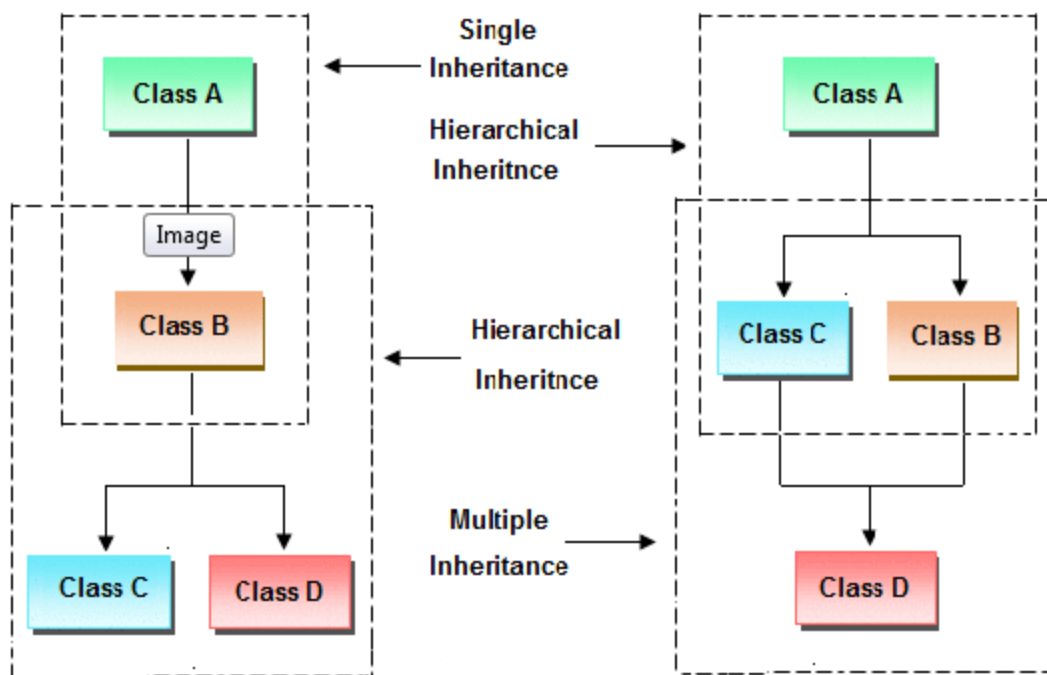 Single
Inheritance
Class A
Class A
Hierarchical
Inheritnce
Image
Class B
Class C
Class B
Hierarchical
Inheritnce
Multiple
Inheritance
Class C
Class D
Class D